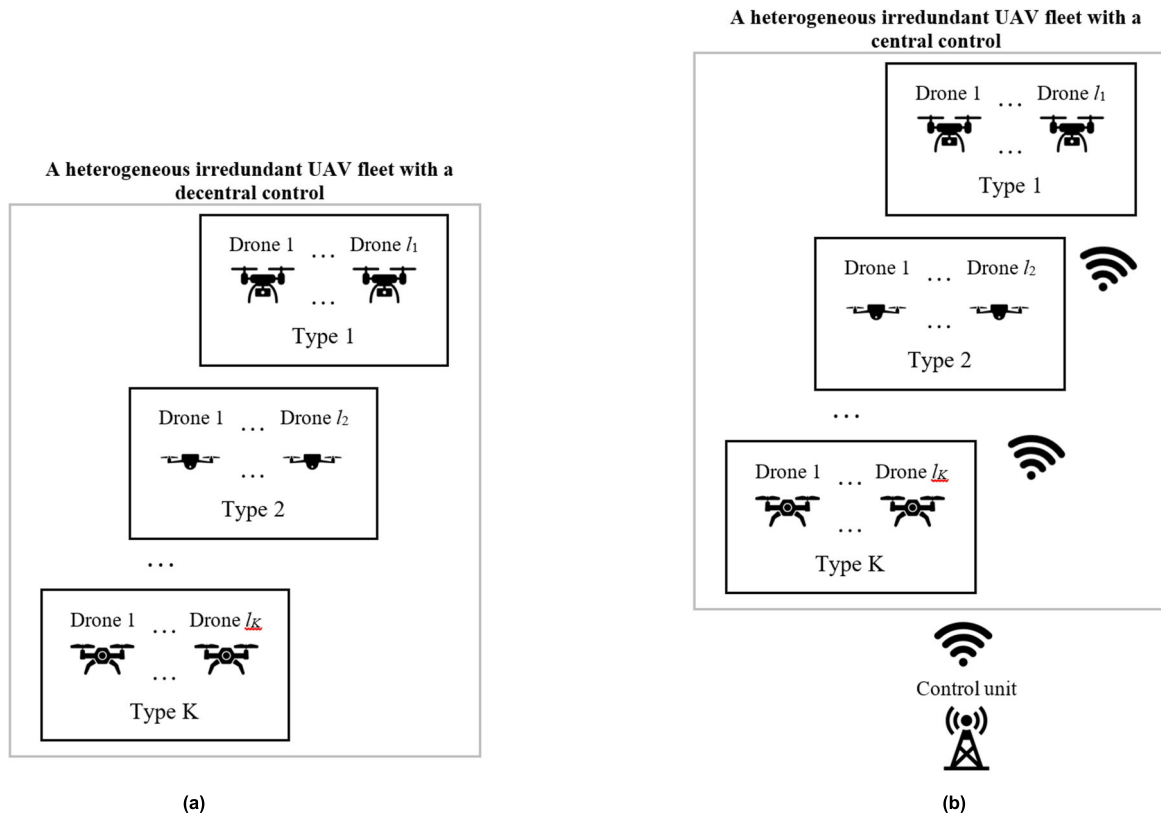 A heterogeneous irredundant UAV fleet with a
decentral control
Drone 1 ... Drone l1
...
Type 1
Drone 1 ... Drone l2
...
Type 2
...
Drone 1 ... Drone lK
...
Type K
(a)
A heterogeneous irredundant UAV fleet with a
central control
Drone 1 ... Drone l1
...
Type 1
Drone 1 ... Drone l2
...
Type 2
...
Drone 1 ... Drone lK
...
Type K
Control unit
(b)